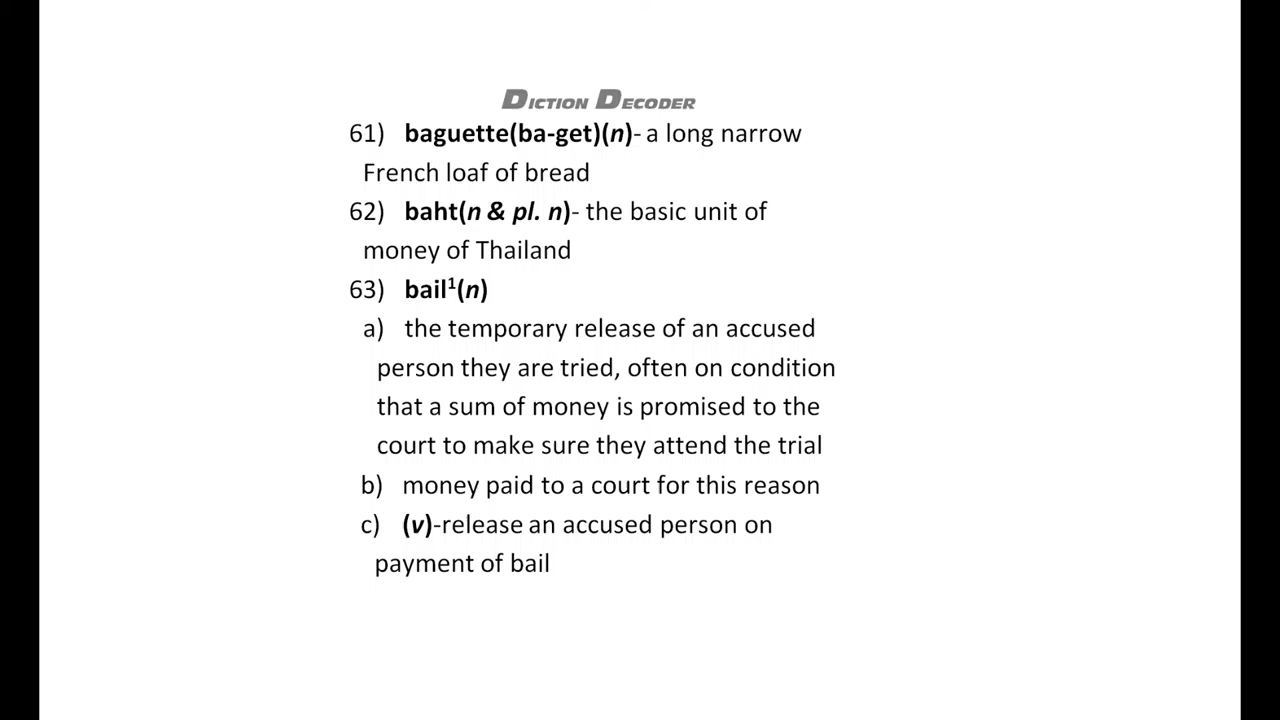 DICTION DECODER
61) baguette(ba-get)(n)- a long narrow
French loaf of bread
62) baht(n & pl. n)- the basic unit of
money of Thailand
63) bail¹(n)
a) the temporary release of an accused
person they are tried, often on condition
that a sum of money is promised to the
court to make sure they attend the trial
b) money paid to a court for this reason
c) (v)-release an accused person on
payment of bail